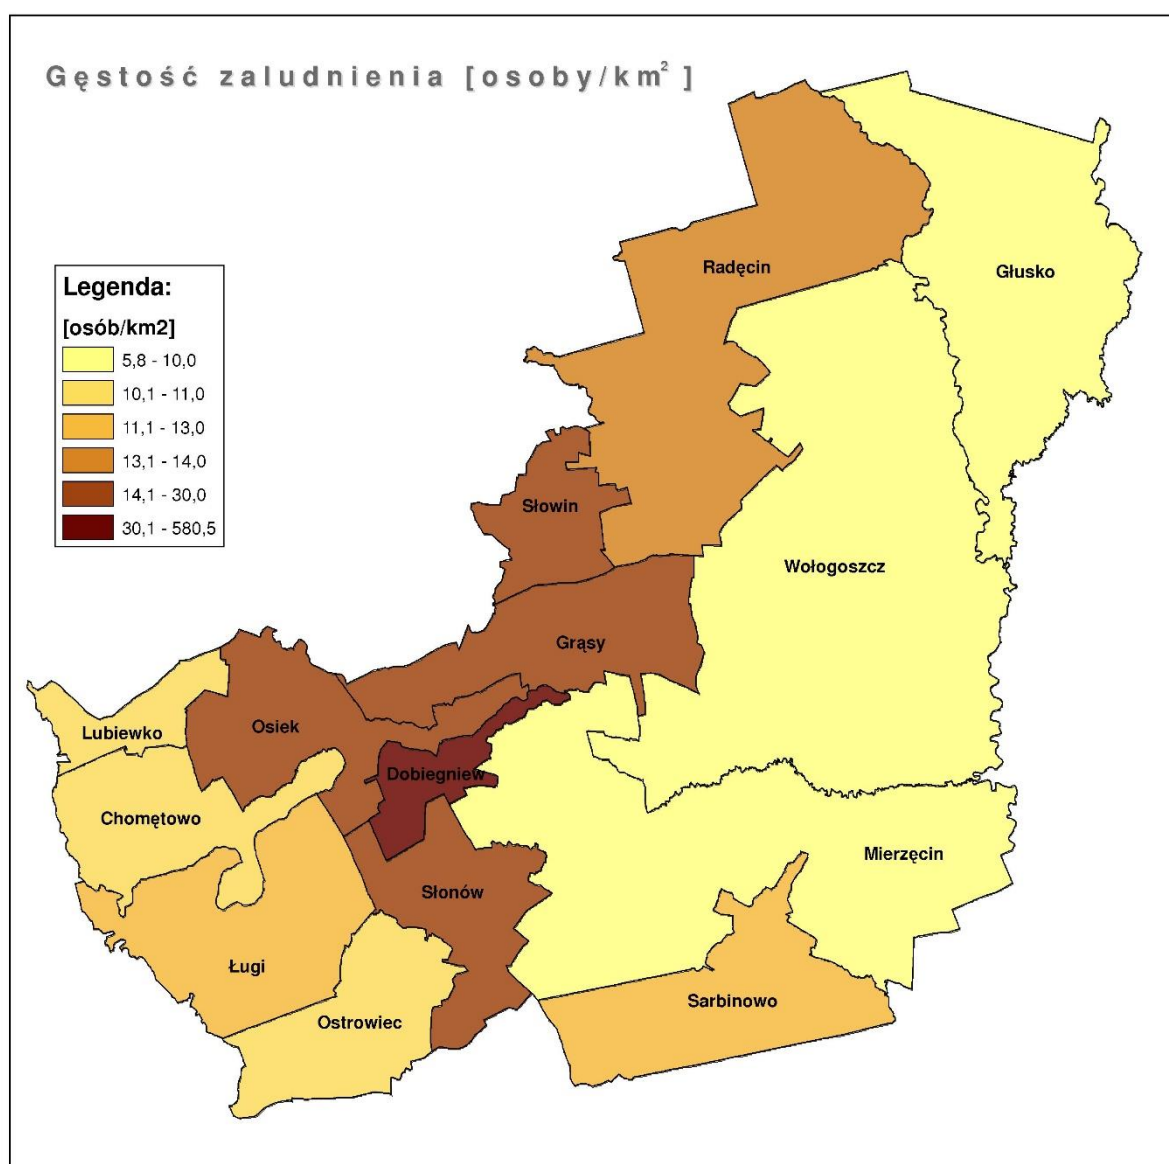 Gęstość zaludnienia [osoby/km²]
Legenda:
[osób/km2]
5,8 - 10,0
10,1 - 11,0
11,1 - 13,0
13,1 - 14,0
14,1 - 30,0
30,1 - 580,5
Radęcin
Głusko
Słowin
Wołogoszcz
Grąsy
Osiek
Lubiewko
Dobiegniew
Chomętowo
Mierzęcin
Słonów
Ługi
Sarbinowo
Ostrowiec